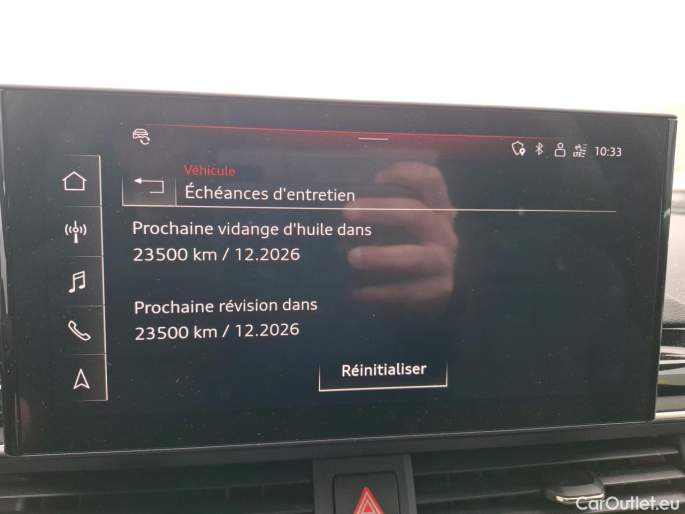 10:33
Véhicule
Échéances d'entretien
Prochaine vidange d'huile dans
23500 km / 12.2026
Prochaine révision dans
23500 km / 12.2026
Réinitialiser
CarOutlet.eu